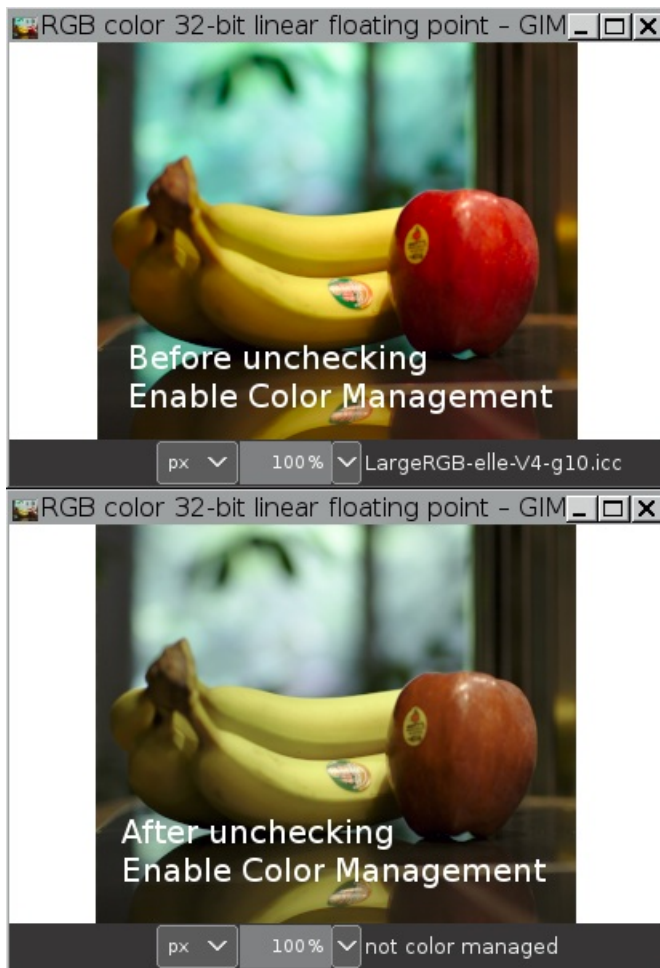 RGB color 32-bit linear floating point – GIM
Before unchecking
Enable Color Management
px 100% LargeRGB-elle-V4-g10.icc
RGB color 32-bit linear floating point – GIM
After unchecking
Enable Color Management
px 100% not color managed